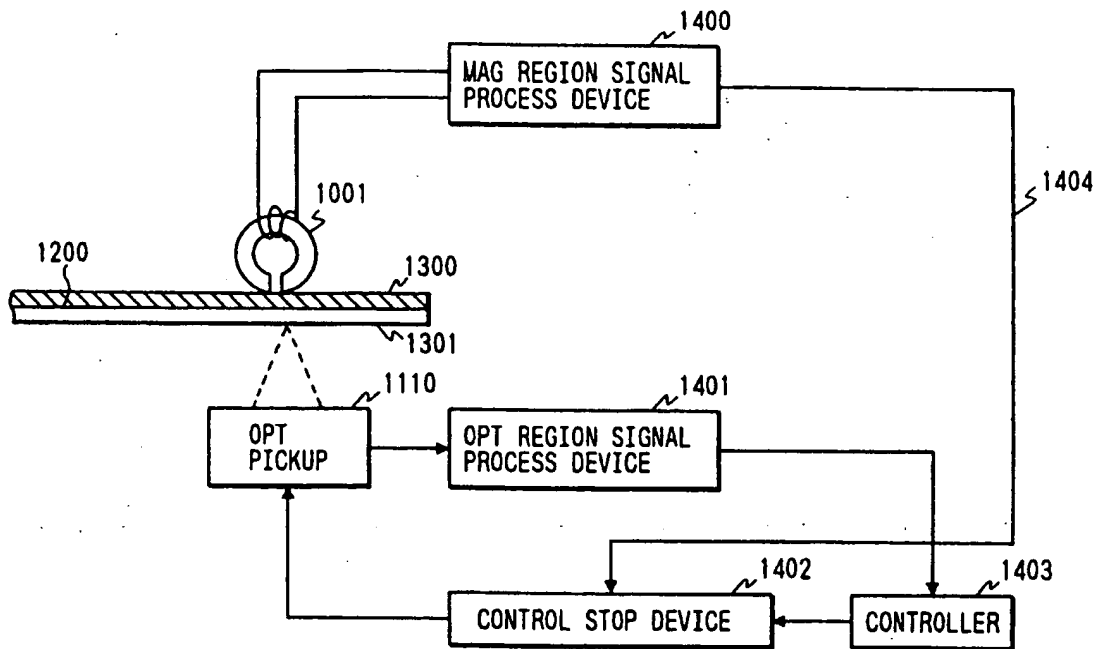 1400
MAG REGION SIGNAL
PROCESS DEVICE
1404
1001
1200
1300
1301
1110
1401
OPT
PICKUP
OPT REGION SIGNAL
PROCESS DEVICE
1402
1403
CONTROL STOP DEVICE
CONTROLLER